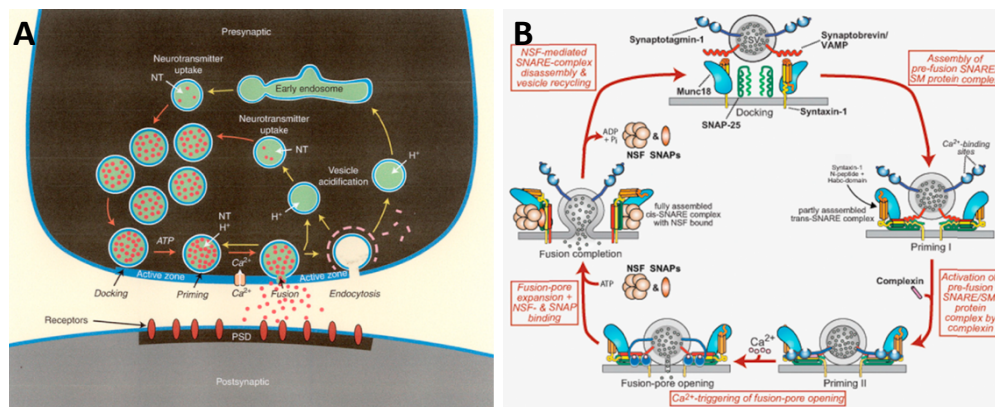 A
Presynaptic
Neurotransmitter
uptake
NT
Early endosome
Neurotransmitter
uptake
NT
H⁺
Vesicle
acidification
H⁺
NT
H⁺
ATP
Ca²⁺
Active zone
Active zone
Docking
Priming
Ca²⁺
Fusion
Endocytosis
Receptors
PSD
Postsynaptic
B
NSF-mediated
SNARE-complex
disassembly &
vesicle recycling
Synaptotagmin-1
SV
Synaptobrevin/
VAMP
Munc18
SNAP-25
Docking
Syntaxin-1
Assembly of
pre-fusion SNARE/
SM protein complex
ADP
+ Pi
&
NSF SNAPs
Ca²⁺-binding
sites
Syntaxin-1
N-peptide +
Habc-domain
partly asssembled
trans-SNARE complex
Priming I
fully assembled
cis-SNARE complex
with NSF bound
Fusion completion
Fusion-pore
expansion +
NSF- & SNAP
binding
ATP
NSF SNAPs
&
Complexin
Activation of
pre-fusion
SNARE/SM
protein
complex by
complexin
Ca²⁺
Fusion-pore opening
Priming II
Ca²⁺-triggering of fusion-pore opening